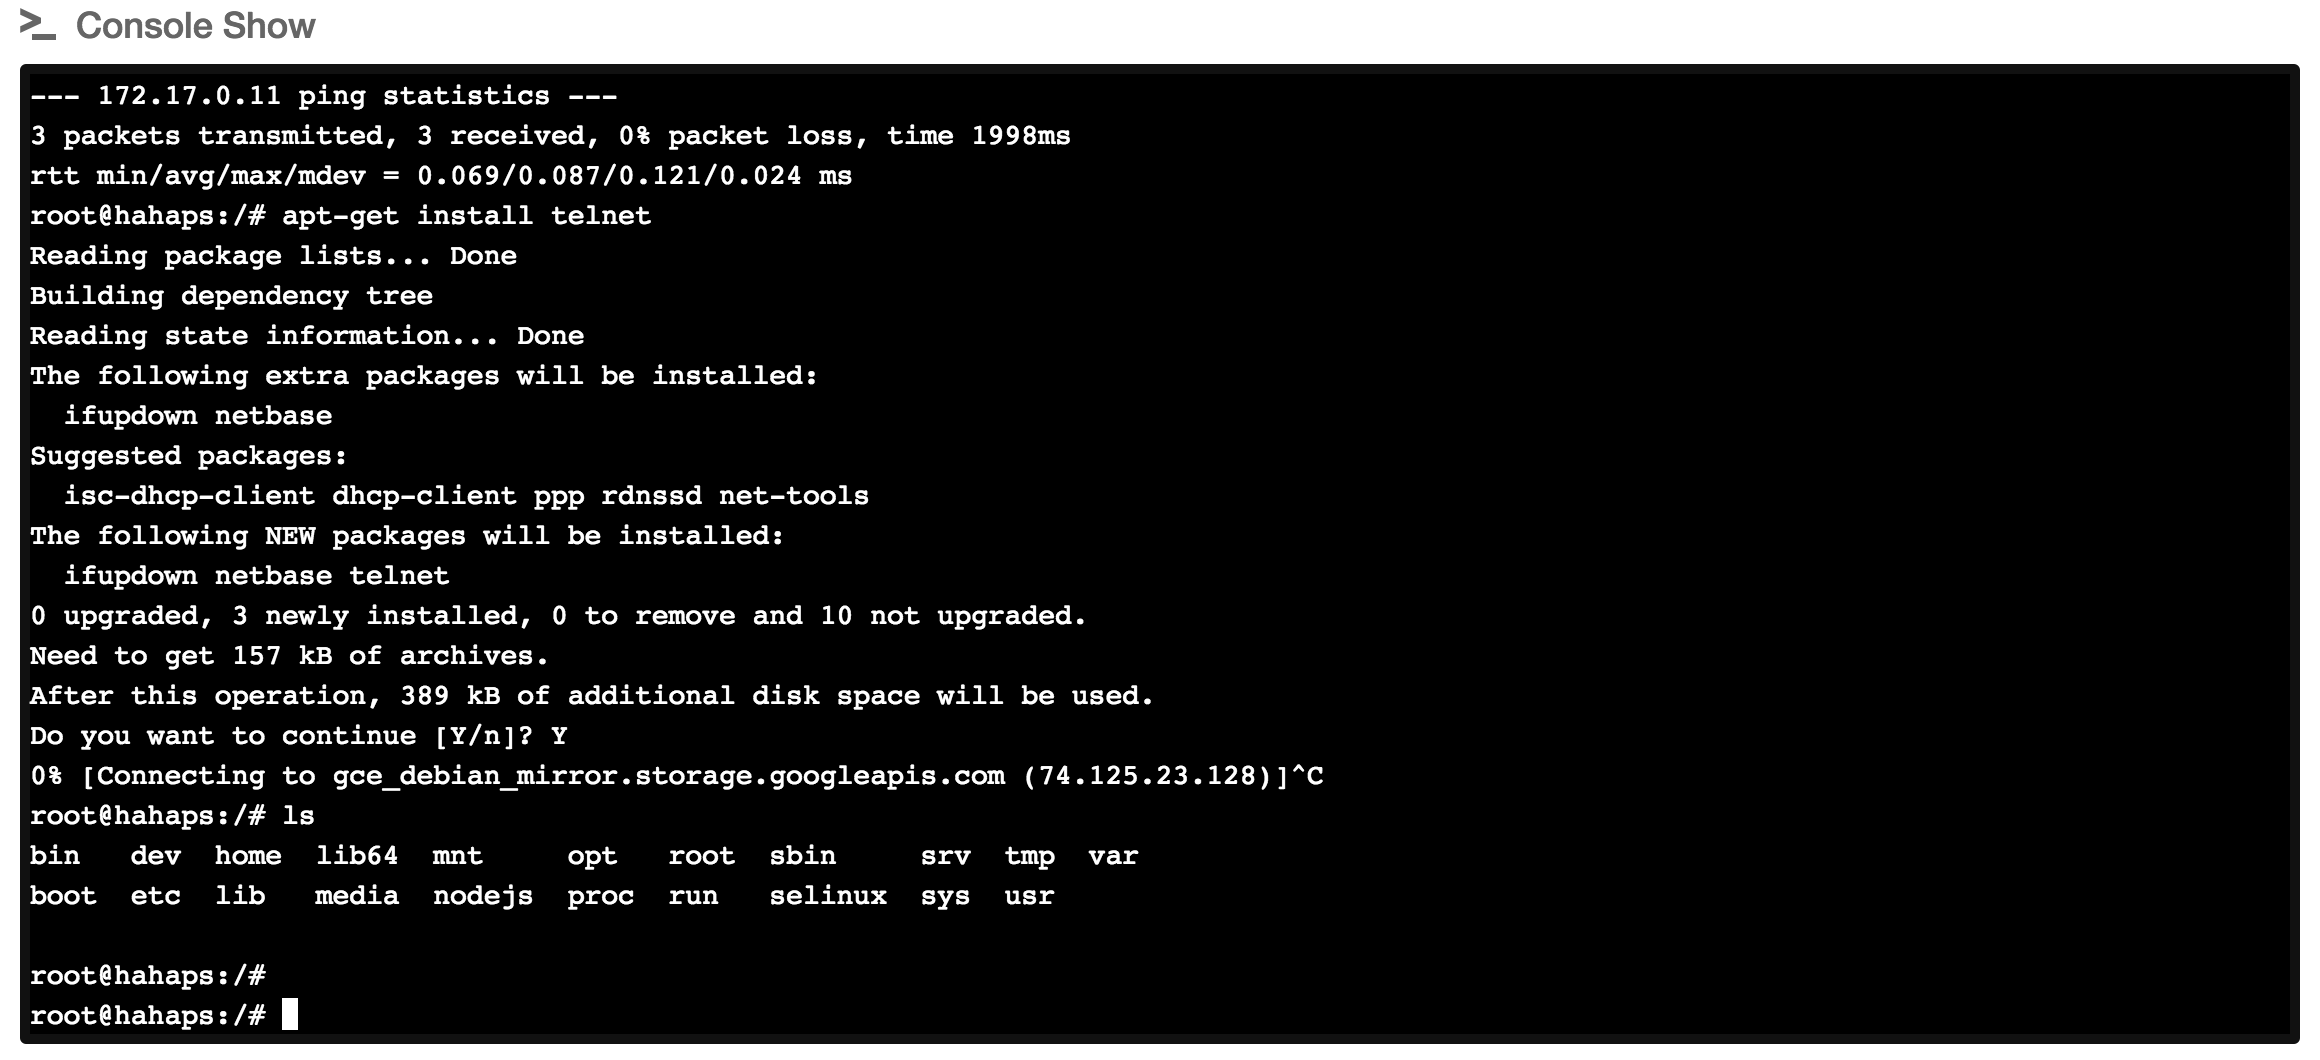 >_ Console Show
--- 172.17.0.11 ping statistics ---
3 packets transmitted, 3 received, 0% packet loss, time 1998ms
rtt min/avg/max/mdev = 0.069/0.087/0.121/0.024 ms
root@hahaps:/# apt-get install telnet
Reading package lists... Done
Building dependency tree
Reading state information... Done
The following extra packages will be installed:
  ifupdown netbase
Suggested packages:
  isc-dhcp-client dhcp-client ppp rdnssd net-tools
The following NEW packages will be installed:
  ifupdown netbase telnet
0 upgraded, 3 newly installed, 0 to remove and 10 not upgraded.
Need to get 157 kB of archives.
After this operation, 389 kB of additional disk space will be used.
Do you want to continue [Y/n]? Y
0% [Connecting to gce_debian_mirror.storage.googleapis.com (74.125.23.128)]^C
root@hahaps:/# ls
bin   dev  home  lib64  mnt     opt   root  sbin     srv  tmp  var
boot  etc  lib   media  nodejs  proc  run   selinux  sys  usr
root@hahaps:/#
root@hahaps:/#